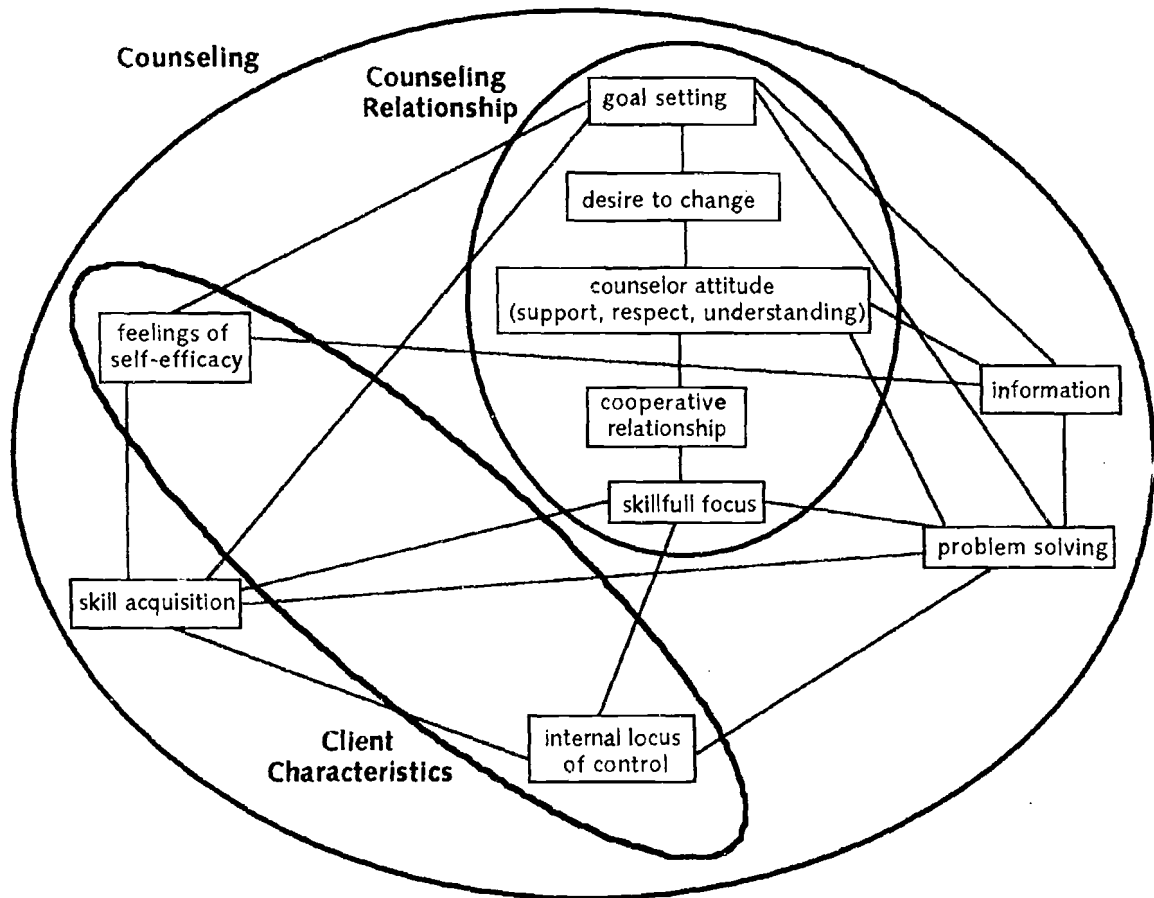 Counseling
Counseling
Relationship
goal setting
desire to change
counselor attitude
(support, respect, understanding)
feelings of
self-efficacy
information
cooperative
relationship
skillfull focus
problem solving
skill acquisition
internal locus
of control
Client
Characteristics